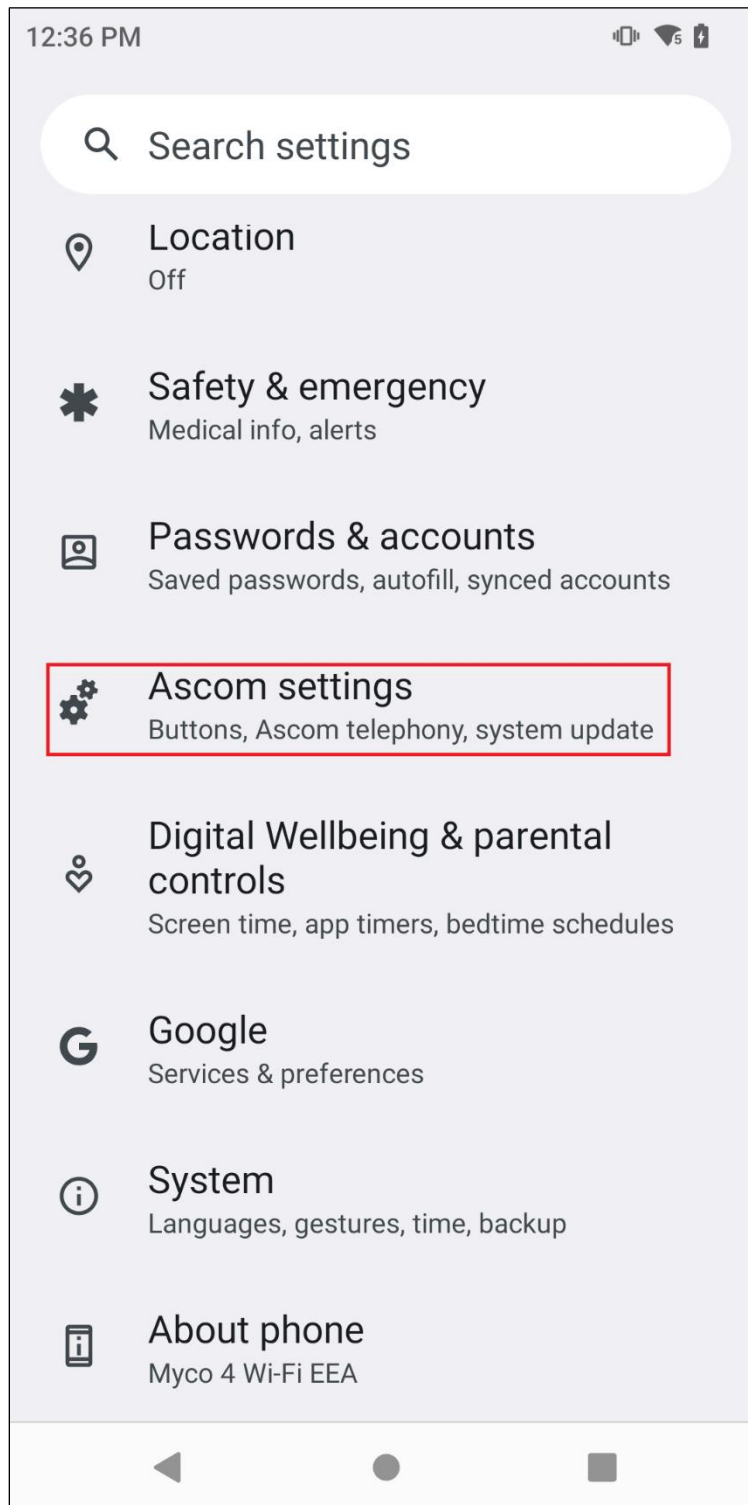 12:36 PM
5
Search settings
Location
Off
Safety & emergency
Medical info, alerts
Passwords & accounts
Saved passwords, autofill, synced accounts
Ascom settings
Buttons, Ascom telephony, system update
Digital Wellbeing & parental
controls
Screen time, app timers, bedtime schedules
Google
Services & preferences
System
Languages, gestures, time, backup
About phone
Myco 4 Wi-Fi EEA